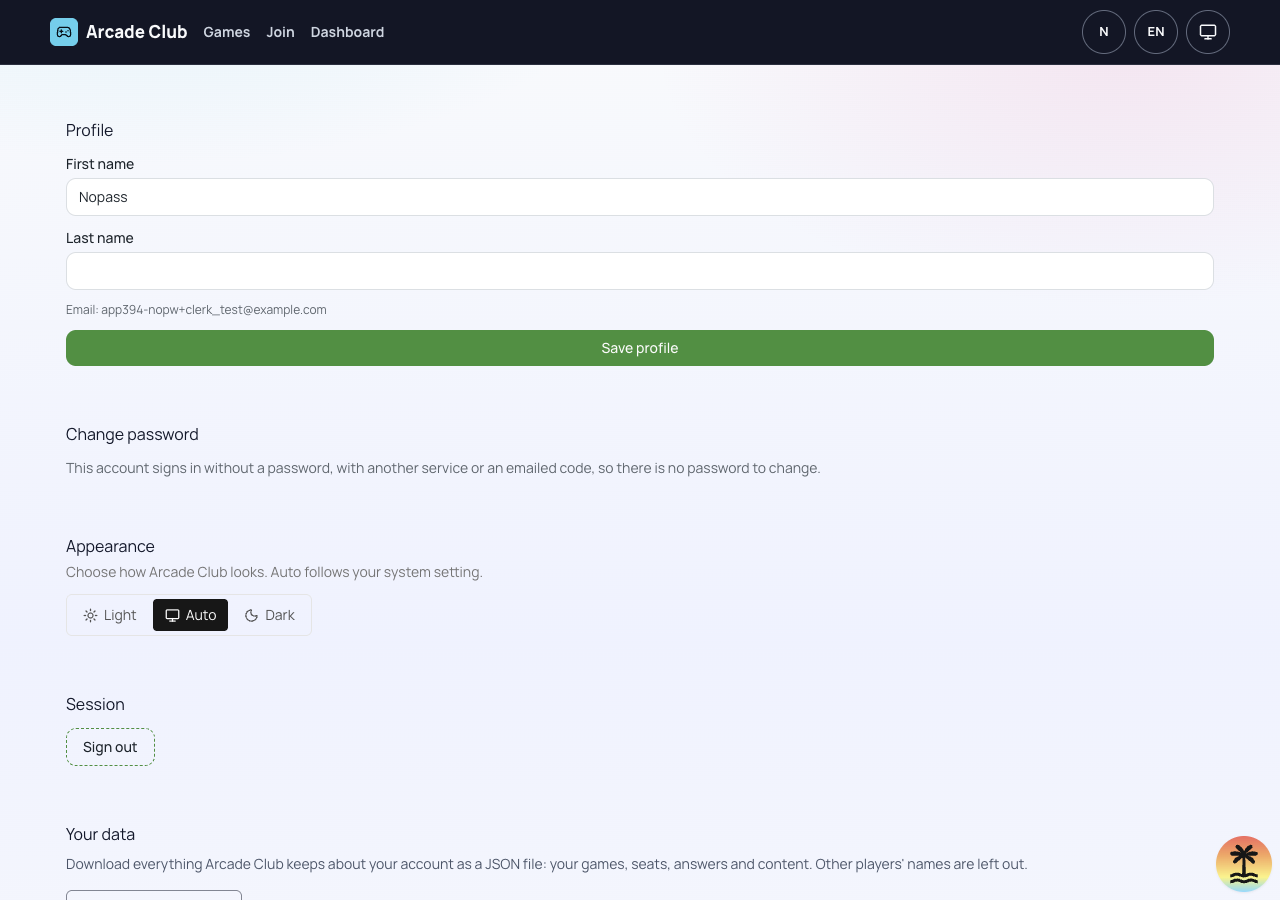 Arcade Club
Games
Join
Dashboard
N
EN
Profile
First name
Nopass
Last name
Email: app394-nopw+clerk_test@example.com
Save profile
Change password
This account signs in without a password, with another service or an emailed code, so there is no password to change.
Appearance
Choose how Arcade Club looks. Auto follows your system setting.
Light
Auto
Dark
Session
Sign out
Your data
Download everything Arcade Club keeps about your account as a JSON file: your games, seats, answers and content. Other players' names are left out.